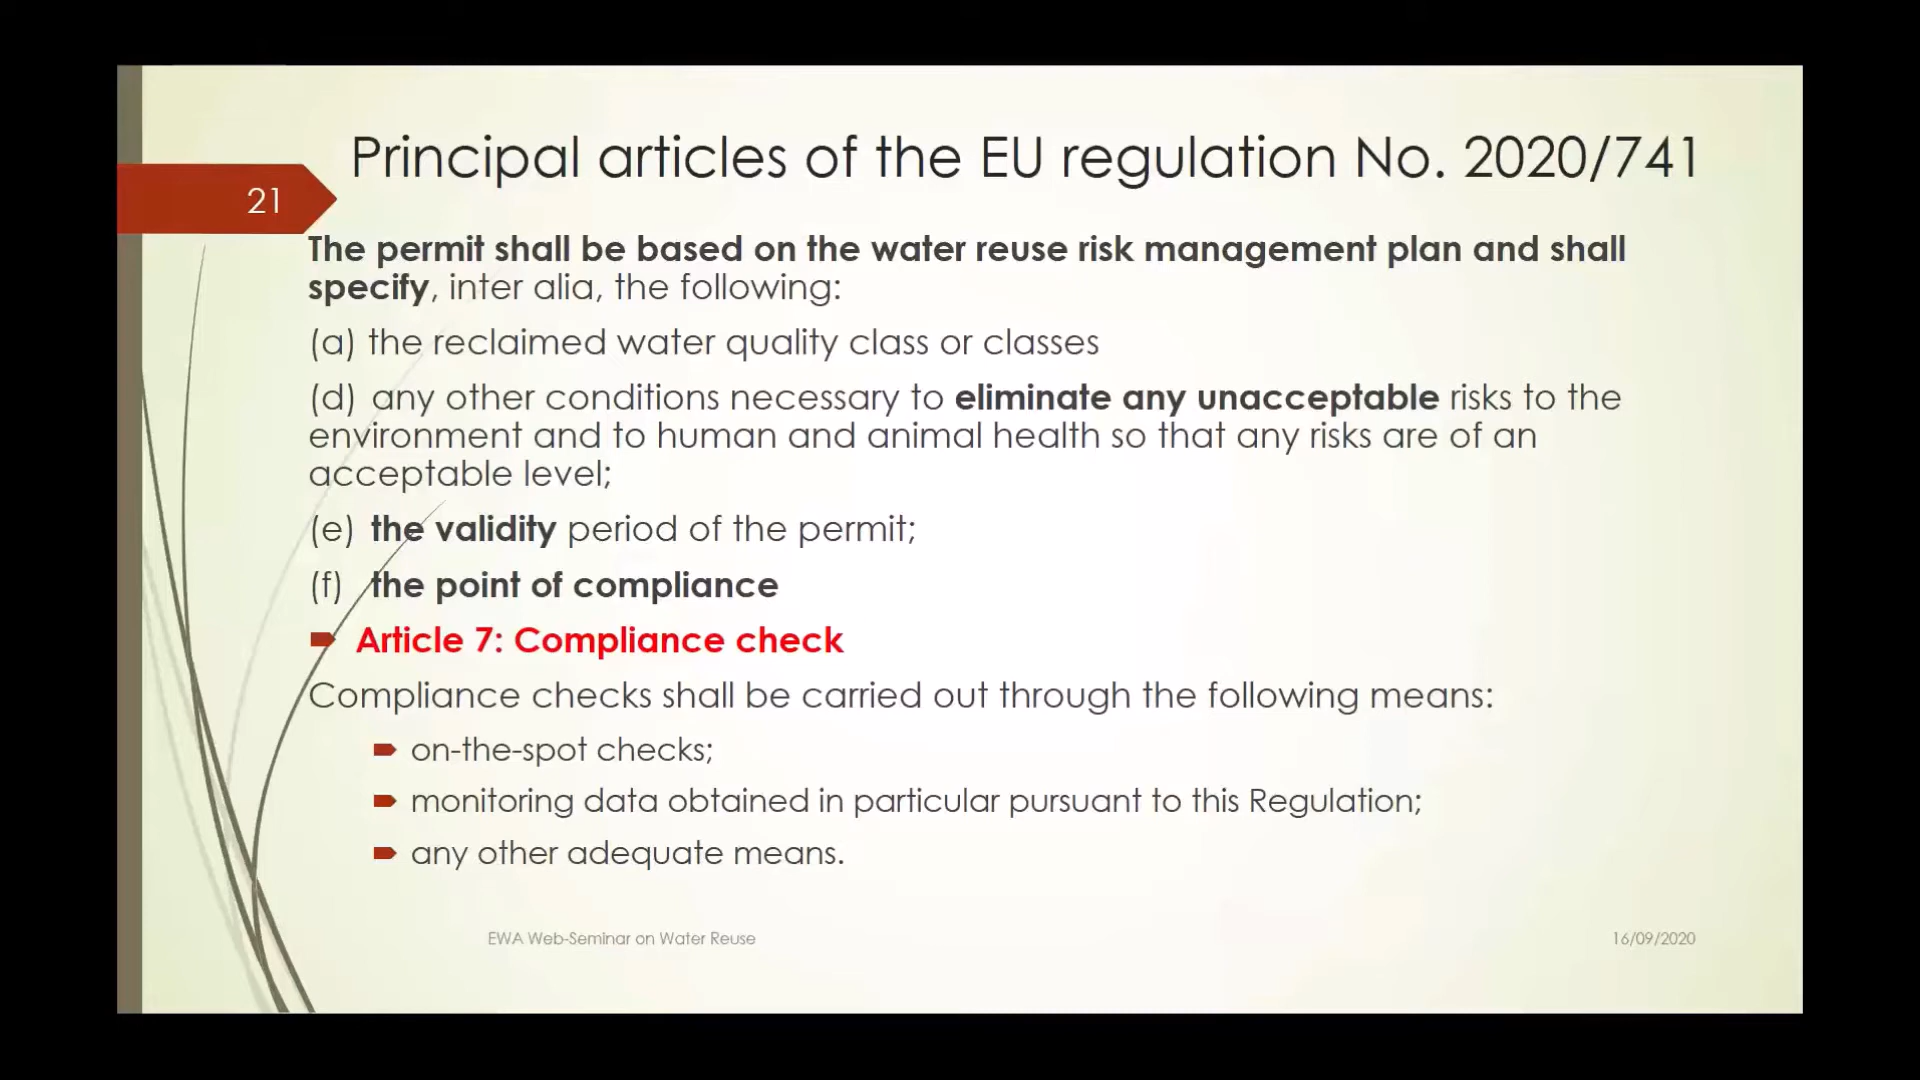 Principal articles of the EU regulation No. 2020/741
21
The permit shall be based on the water reuse risk management plan and shall
specify, inter alia, the following:
(a) the reclaimed water quality class or classes
(d) any other conditions necessary to eliminate any unacceptable risks to the
environment and to human and animal health so that any risks are of an
acceptable level;
(e) the validity period of the permit;
(f) the point of compliance
Article 7: Compliance check
Compliance checks shall be carried out through the following means:
on-the-spot checks;
monitoring data obtained in particular pursuant to this Regulation;
any other adequate means.
EWA Web-Seminar on Water Reuse
16/09/2020